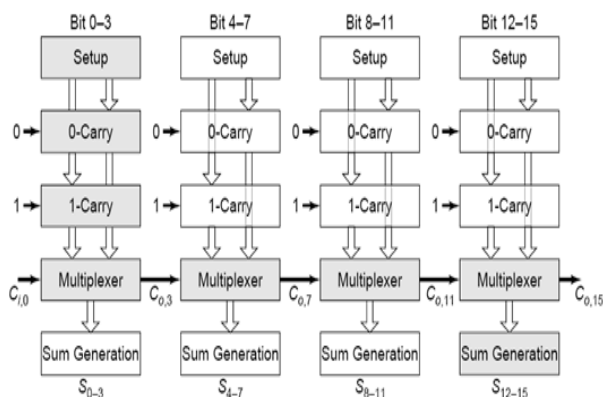 Bit 0–3 Bit 4–7 Bit 8–11 Bit 12–15
Setup Setup Setup Setup
0 0-Carry 0 0-Carry 0 0-Carry 0 0-Carry
1 1-Carry 1 1-Carry 1 1-Carry 1 1-Carry
Multiplexer Multiplexer Multiplexer Multiplexer
Ci,0 Co,3 Co,7 Co,11 Co,15
Sum Generation Sum Generation Sum Generation Sum Generation
S0–3 S4–7 S8–11 S12–15